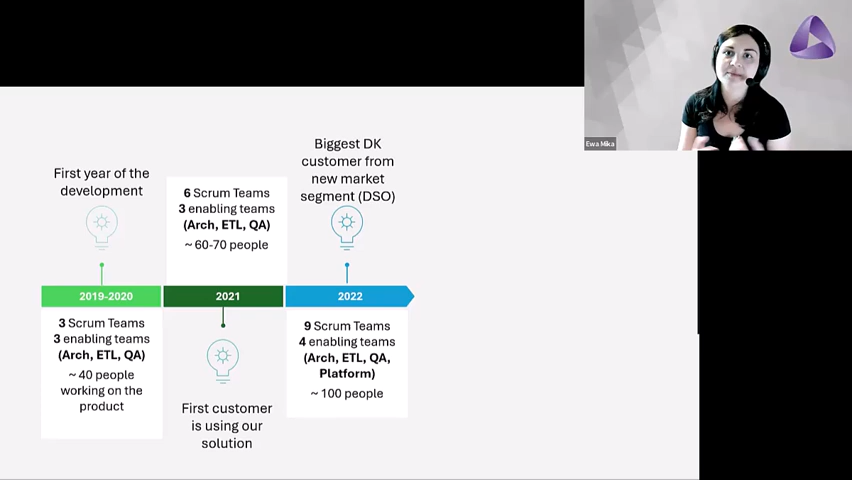 Ewa Mika
First year of the
development
2019-2020
3 Scrum Teams
3 enabling teams
(Arch, ETL, QA)
~ 40 people
working on the
product
6 Scrum Teams
3 enabling teams
(Arch, ETL, QA)
~ 60-70 people
2021
First customer
is using our
solution
Biggest DK
customer from
new market
segment (DSO)
2022
9 Scrum Teams
4 enabling teams
(Arch, ETL, QA,
Platform)
~ 100 people